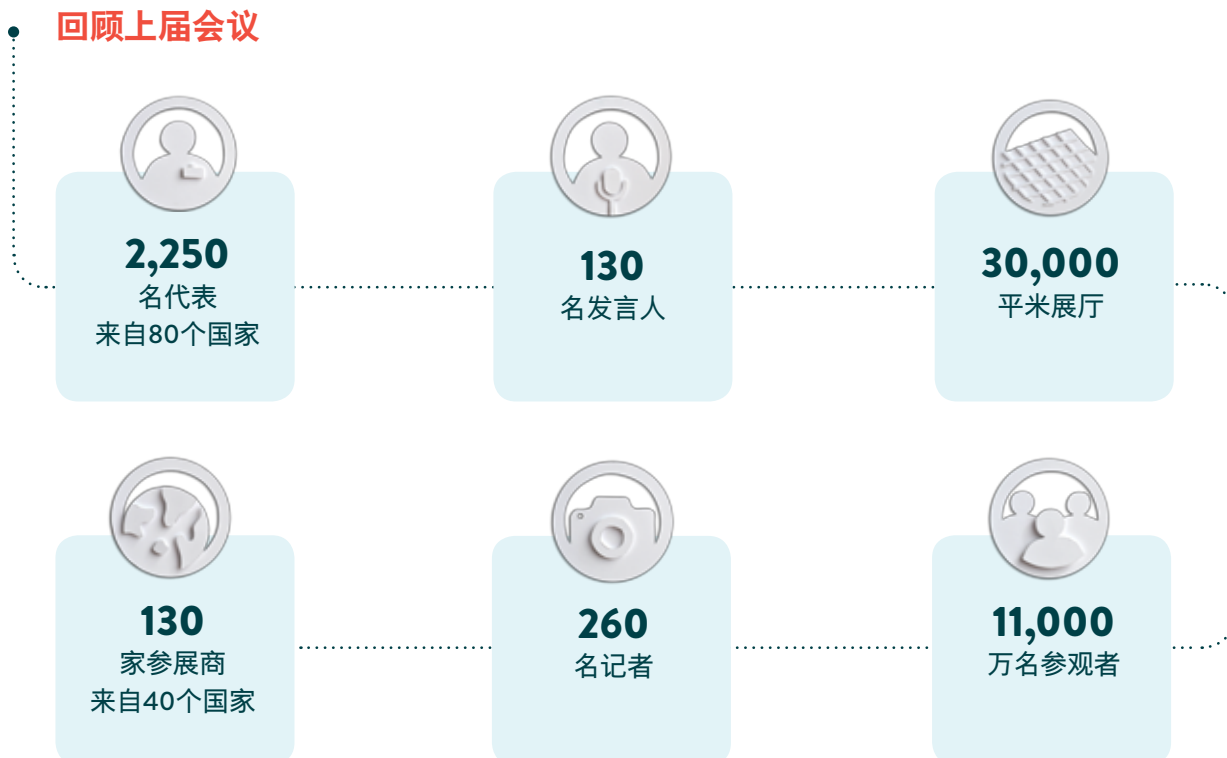 回顾上届会议
2,250
名代表
来自80个国家
130
名发言人
30,000
平米展厅
130
家参展商
来自40个国家
260
名记者
11,000
万名参观者